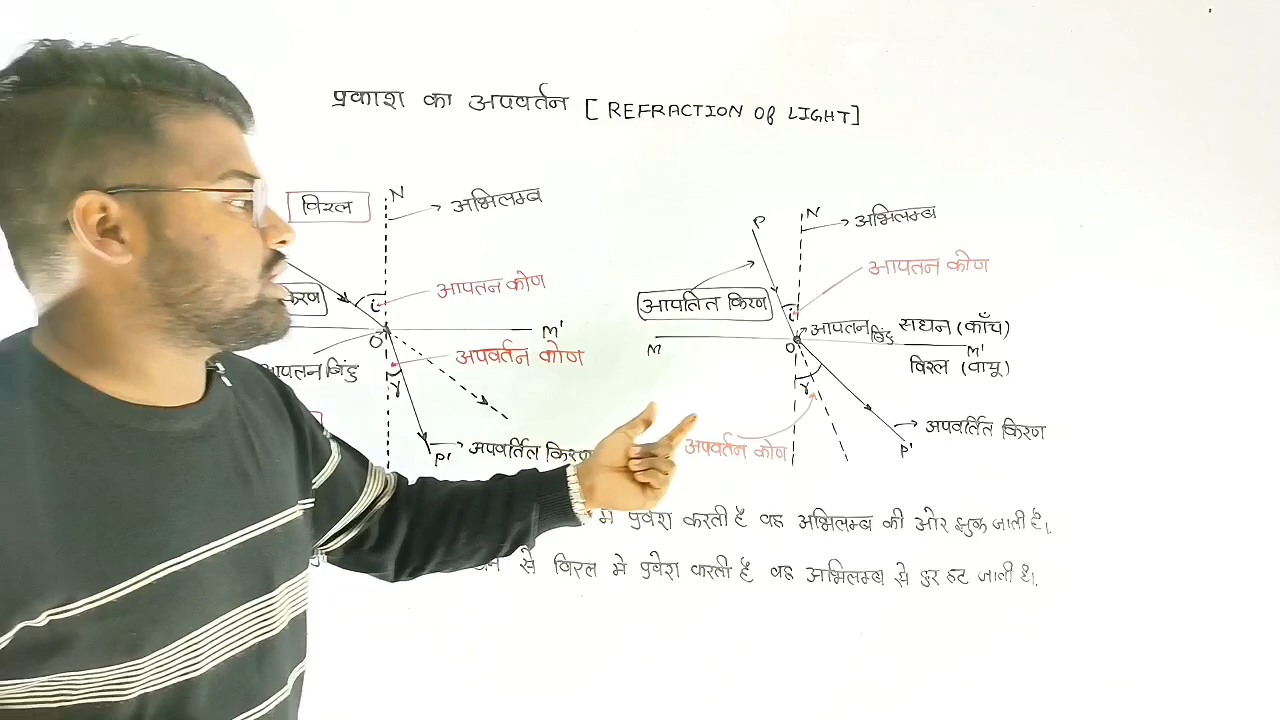 प्रकाश का अपवर्तन [REFRACTION Of LIGHT]
विरल
N
अभिलम्ब
आपतन कोण
i
M'
O
अपवर्तन कोण
r
P'
अपवर्तित किरण
P
N
अभिलम्ब
आपतन कोण
आपतित किरण
i
M
O
आपतन बिंदु
सघन (काँच)
M'
विरल (वायू)
r
अपवर्तन कोण
अपवर्तित किरण
P'
मे प्रवेश करती है वह अभिलम्ब की ओर झुक जाती है।
से विरल मे प्रवेश करती है वह अभिलम्ब से दुर हट जाती है।